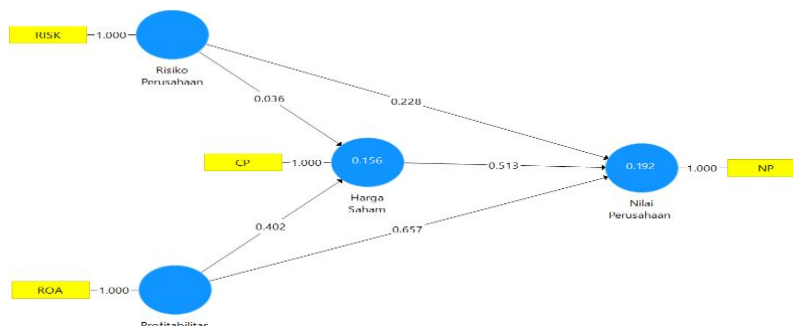 RISK
1.000
Risiko
Perusahaan
0.036
0.228
CP
1.000
0.156
Harga
Saham
0.513
0.192
1.000
NP
Nilai
Perusahaan
0.402
0.657
ROA
1.000
Profitabilitas